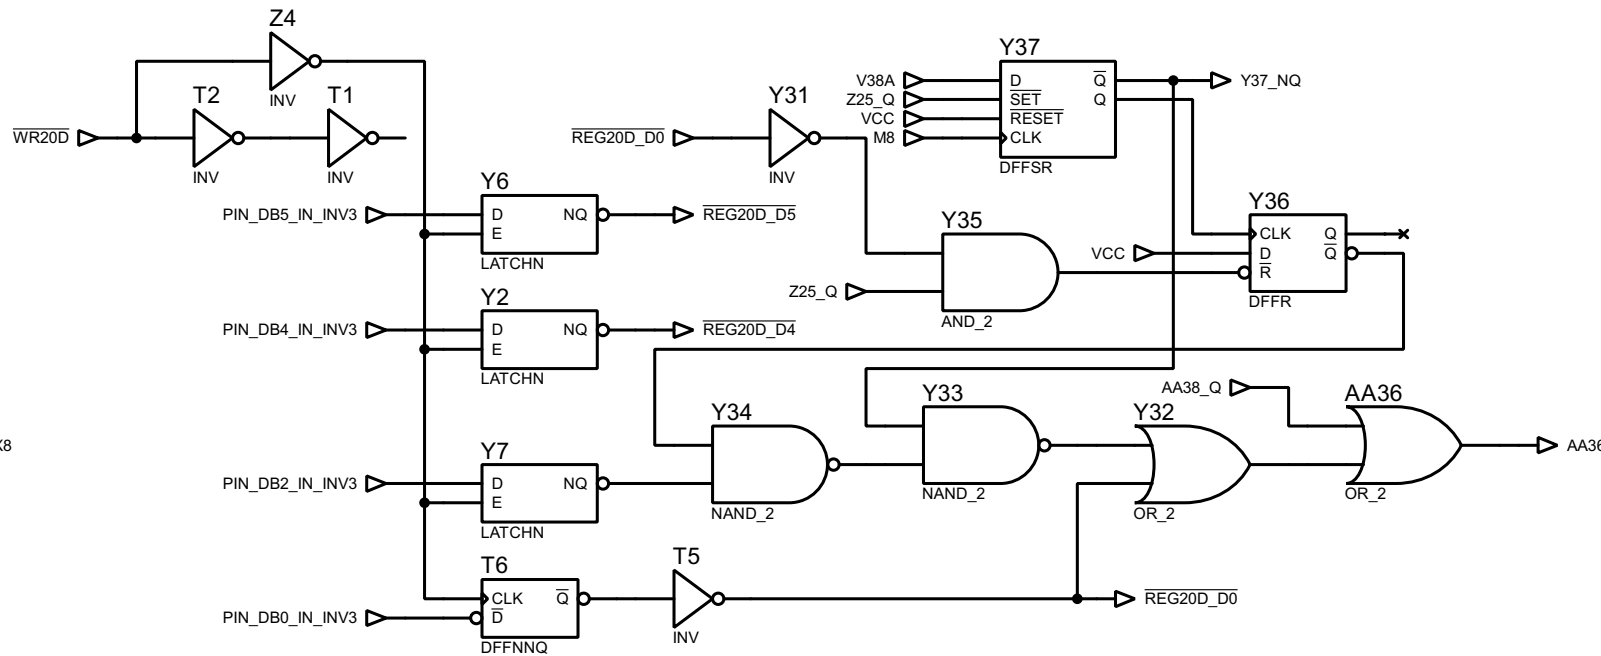 Z4
INV
T2
INV
T1
INV
WR20D
Y6
PIN_DB5_IN_INV3
D
E
NQ
LATCHN
REG20D_D5
Y2
PIN_DB4_IN_INV3
D
E
NQ
LATCHN
REG20D_D4
Y7
PIN_DB2_IN_INV3
D
E
NQ
LATCHN
T6
PIN_DB0_IN_INV3
CLK
D
Q
DFFNNQ
T5
INV
REG20D_D0
REG20D_D0
Y31
INV
Y37
V38A
Z25_Q
VCC
M8
D
SET
RESET
CLK
Q
Q
DFFSR
Y37_NQ
Y35
Z25_Q
AND_2
Y36
VCC
CLK
D
R
Q
Q
DFFR
Y34
NAND_2
Y33
NAND_2
Y32
OR_2
AA38_Q
AA36
OR_2
AA36
X8